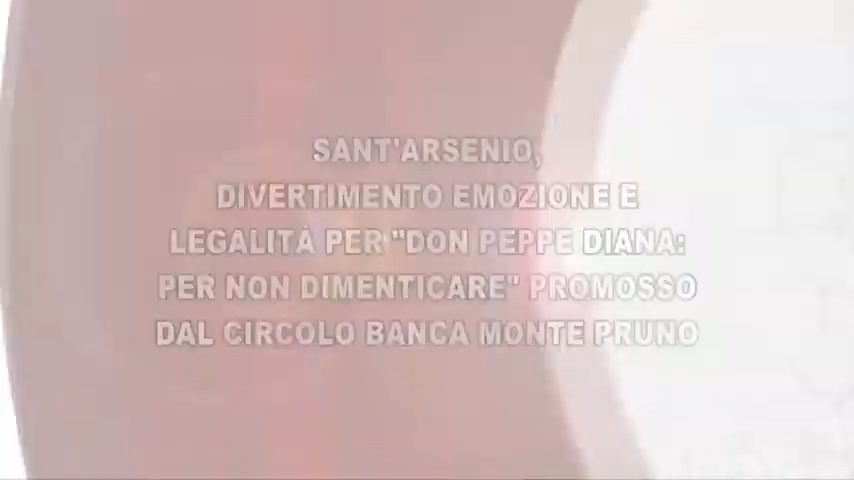 SANT'ARSENIO,
DIVERTIMENTO EMOZIONE E
LEGALITÀ PER "DON PEPPE DIANA:
PER NON DIMENTICARE" PROMOSSO
DAL CIRCOLO BANCA MONTE PRUNO